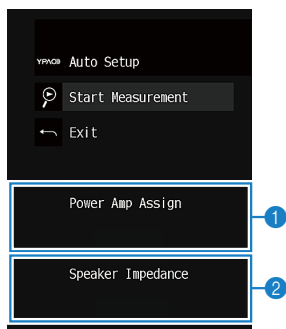 YPAO Auto Setup
Start Measurement
Exit
Power Amp Assign
1
Speaker Impedance
2